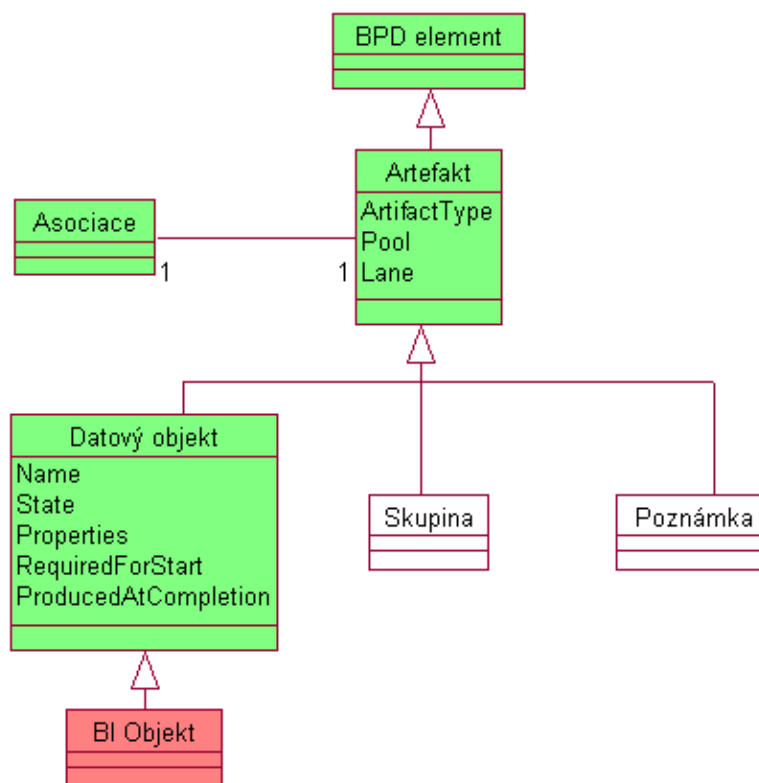 BPD element
Artefakt
ArtifactType
Pool
Lane
Asociace
1
1
Datový objekt
Name
State
Properties
RequiredForStart
ProducedAtCompletion
Skupina
Poznámka
BI Objekt